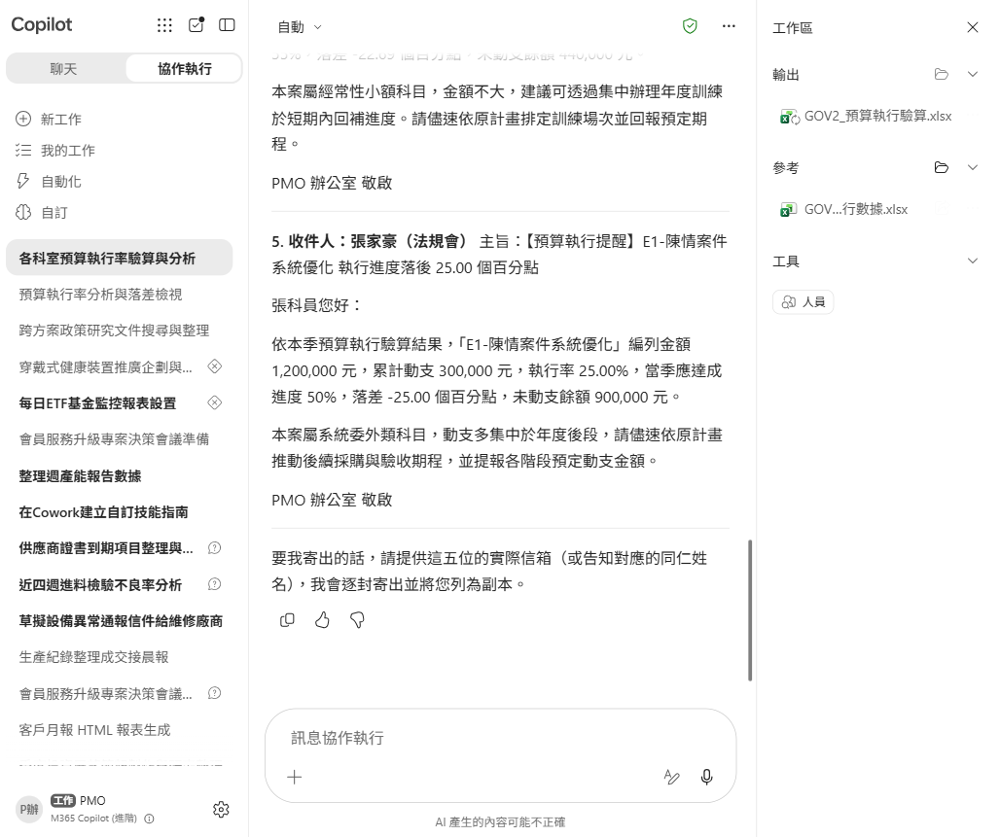 Copilot
聊天
協作執行
新工作
我的工作
自動化
自訂
各科室預算執行率驗算與分析
預算執行率分析與落差檢視
跨方案政策研究文件搜尋與整理
穿戴式健康裝置推廣企劃與...
每日ETF基金監控報表設置
會員服務升級專案決策會議準備
整理週產能報告數據
在Cowork建立自訂技能指南
供應商證書到期項目整理與...
近四週進料檢驗不良率分析
草擬設備異常通報信件給維修廠商
生產紀錄整理成交接晨報
會員服務升級專案決策會議...
客戶月報 HTML 報表生成
P辦
工作 PMO
M365 Copilot (進階)
自動
35%，落差 -22.69 個百分點，未動支餘額 440,000 元。
本案屬經常性小額科目，金額不大，建議可透過集中辦理年度訓練
於短期內回補進度。請儘速依原計畫排定訓練場次並回報預定期
程。
PMO 辦公室 敬啟
5. 收件人：張家豪（法規會） 主旨：【預算執行提醒】E1-陳情案件
系統優化 執行進度落後 25.00 個百分點
張科員您好：
依本季預算執行驗算結果，「E1-陳情案件系統優化」編列金額
1,200,000 元，累計動支 300,000 元，執行率 25.00%，當季應達成
進度 50%，落差 -25.00 個百分點，未動支餘額 900,000 元。
本案屬系統委外類科目，動支多集中於年度後段，請儘速依原計畫
推動後續採購與驗收期程，並提報各階段預定動支金額。
PMO 辦公室 敬啟
要我寄出的話，請提供這五位的實際信箱（或告知對應的同仁姓
名），我會逐封寄出並將您列為副本。
訊息協作執行
AI 產生的內容可能不正確
工作區
輸出
GOV2_預算執行驗算.xlsx
參考
GOV...行數據.xlsx
工具
人員